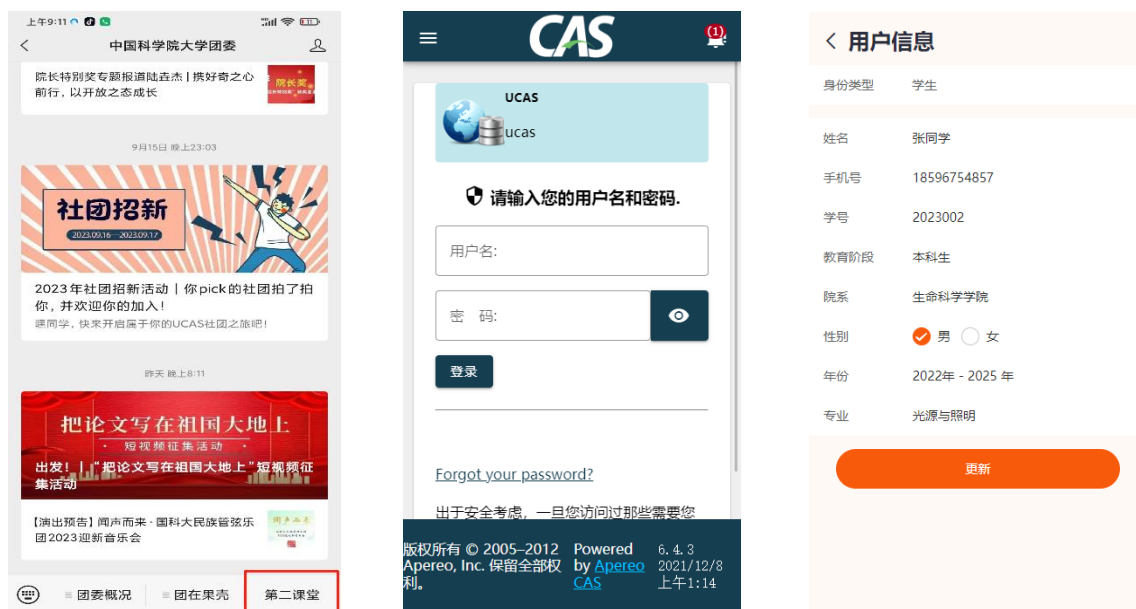 上午9:11
中国科学院大学团委
院长特别奖专题报道陆垚杰 | 携好奇之心
前行，以开放之态成长
院长奖
9月15日 晚上23:03
社团招新
2023.09.16—2023.09.17
2023年社团招新活动 | 你pick的社团拍了拍
你，并欢迎你的加入!
嘿同学，快来开启属于你的UCAS社团之旅吧!
昨天 晚上8:11
把论文写在祖国大地上
· 短视频征集活动 ·
出发! | “把论文写在祖国大地上”短视频征
集活动
【演出预告】闻声而来·国科大民族管弦乐
团2023迎新音乐会
团委概况
团在果壳
第二课堂
CAS
(1)
UCAS
ucas
请输入您的用户名和密码.
用户名:
密 码:
登录
Forgot your password?
出于安全考虑，一旦您访问过那些需要您
版权所有 © 2005–2012
Apereo, Inc. 保留全部权
利。
Powered
by Apereo
CAS
6.4.3
2021/12/8
上午1:14
用户信息
身份类型 学生
姓名 张同学
手机号 18596754857
学号 2023002
教育阶段 本科生
院系 生命科学学院
性别 男 女
年份 2022年 - 2025 年
专业 光源与照明
更新